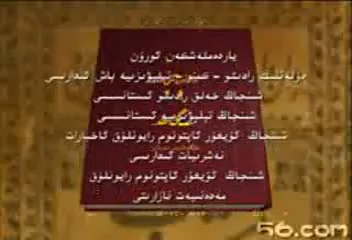 ياردەملەشكەن ئورۇن
دۆلەتلىك رادىئو - كىنو - تېلېۋىزىيە باش ئىدارىسى
شىنجاڭ خەلق رادىئو ئىستانسىسى
شىنجاڭ تېلېۋىزىيە ئىستانسىسى
شىنجاڭ ئۇيغۇر ئاپتونوم رايونلۇق ئاخبارات
نەشرىيات ئىدارىسى
شىنجاڭ ئۇيغۇر ئاپتونوم رايونلۇق
مەدەنىيەت نازارىتى
56.com